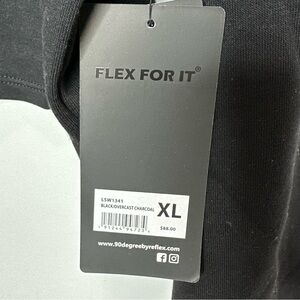 FLEX FOR IT®
LSW1341
BLACK/OVERCAST CHARCOAL
XL
$88.00
www.90degreebyreflex.com